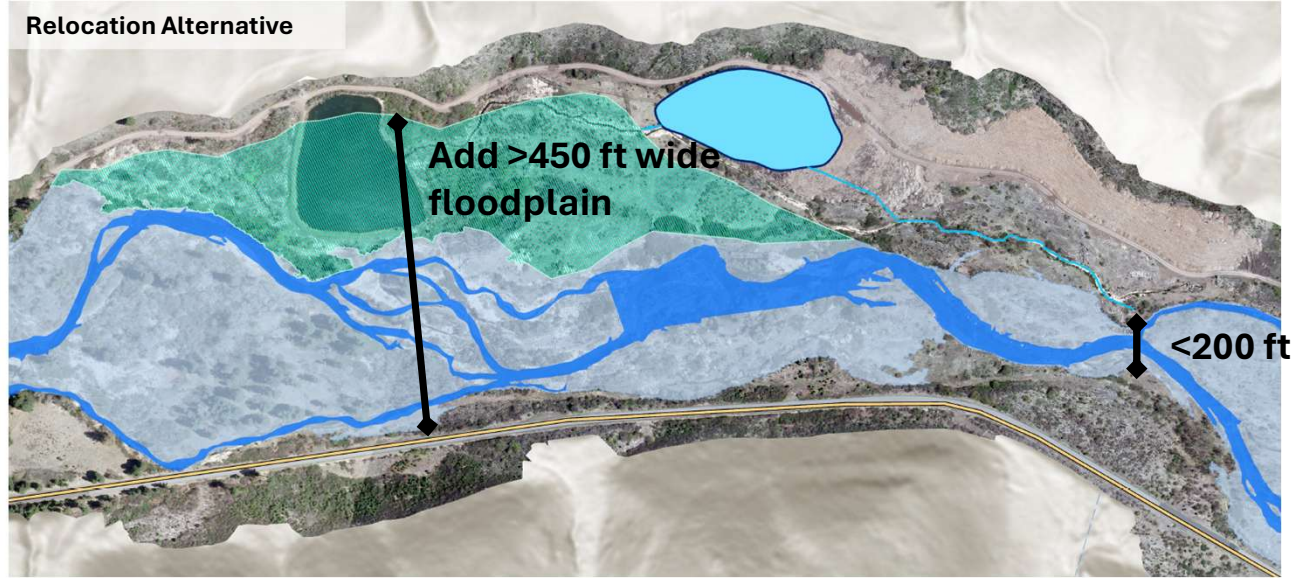 Relocation Alternative
Add >450 ft wide
floodplain
<200 ft